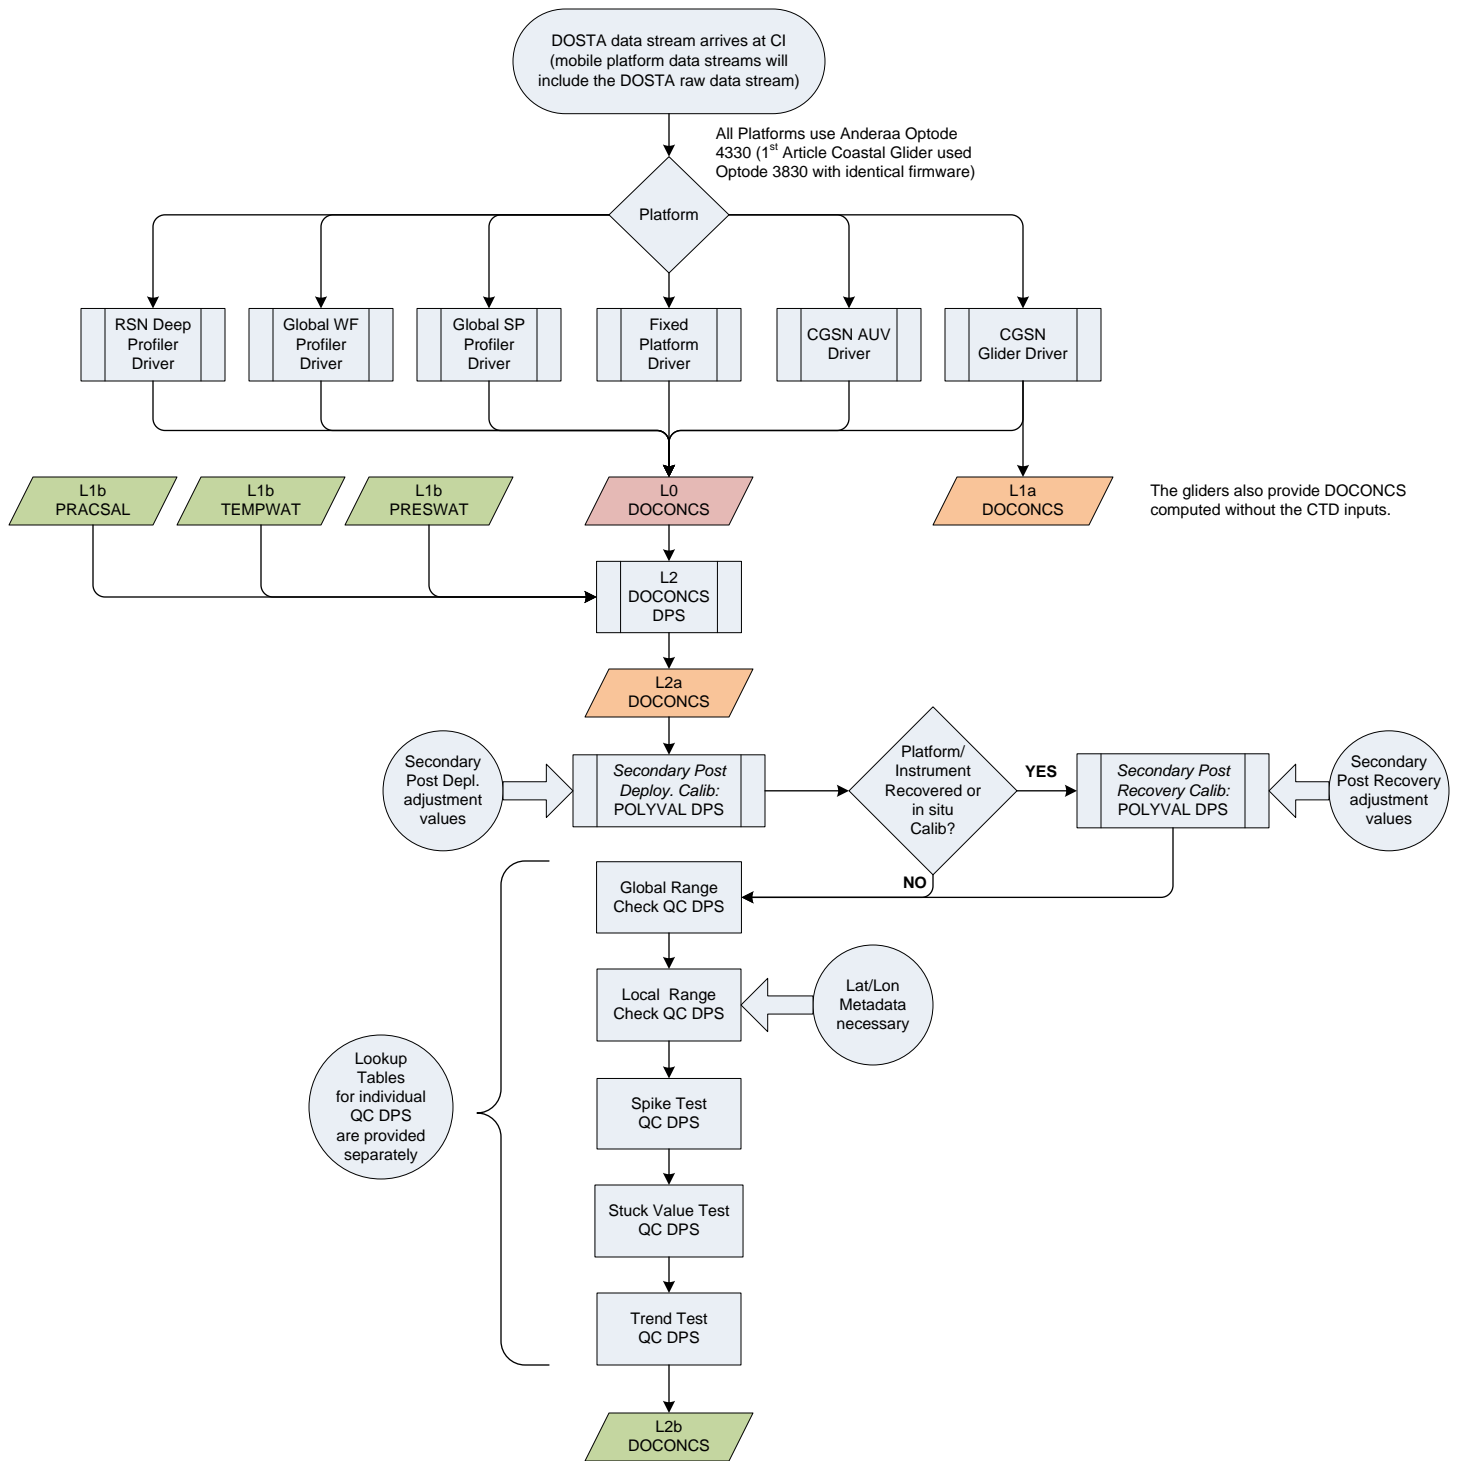 DOSTA data stream arrives at CI
(mobile platform data streams will
include the DOSTA raw data stream)
All Platforms use Anderaa Optode
4330 (1st Article Coastal Glider used
Optode 3830 with identical firmware)
Platform
RSN Deep
Profiler
Driver
Global WF
Profiler
Driver
Global SP
Profiler
Driver
Fixed
Platform
Driver
CGSN AUV
Driver
CGSN
Glider Driver
L1b
PRACSAL
L1b
TEMPWAT
L1b
PRESWAT
L0
DOCONCS
L1a
DOCONCS
The gliders also provide DOCONCS
computed without the CTD inputs.
L2
DOCONCS
DPS
L2a
DOCONCS
Secondary
Post Depl.
adjustment
values
Secondary Post
Deploy. Calib:
POLYVAL DPS
Platform/
Instrument
Recovered or
in situ
Calib?
YES
Secondary Post
Recovery Calib:
POLYVAL DPS
Secondary
Post Recovery
adjustment
values
NO
Global Range
Check QC DPS
Local Range
Check QC DPS
Lat/Lon
Metadata
necessary
Lookup
Tables
for individual
QC DPS
are provided
separately
Spike Test
QC DPS
Stuck Value Test
QC DPS
Trend Test
QC DPS
L2b
DOCONCS